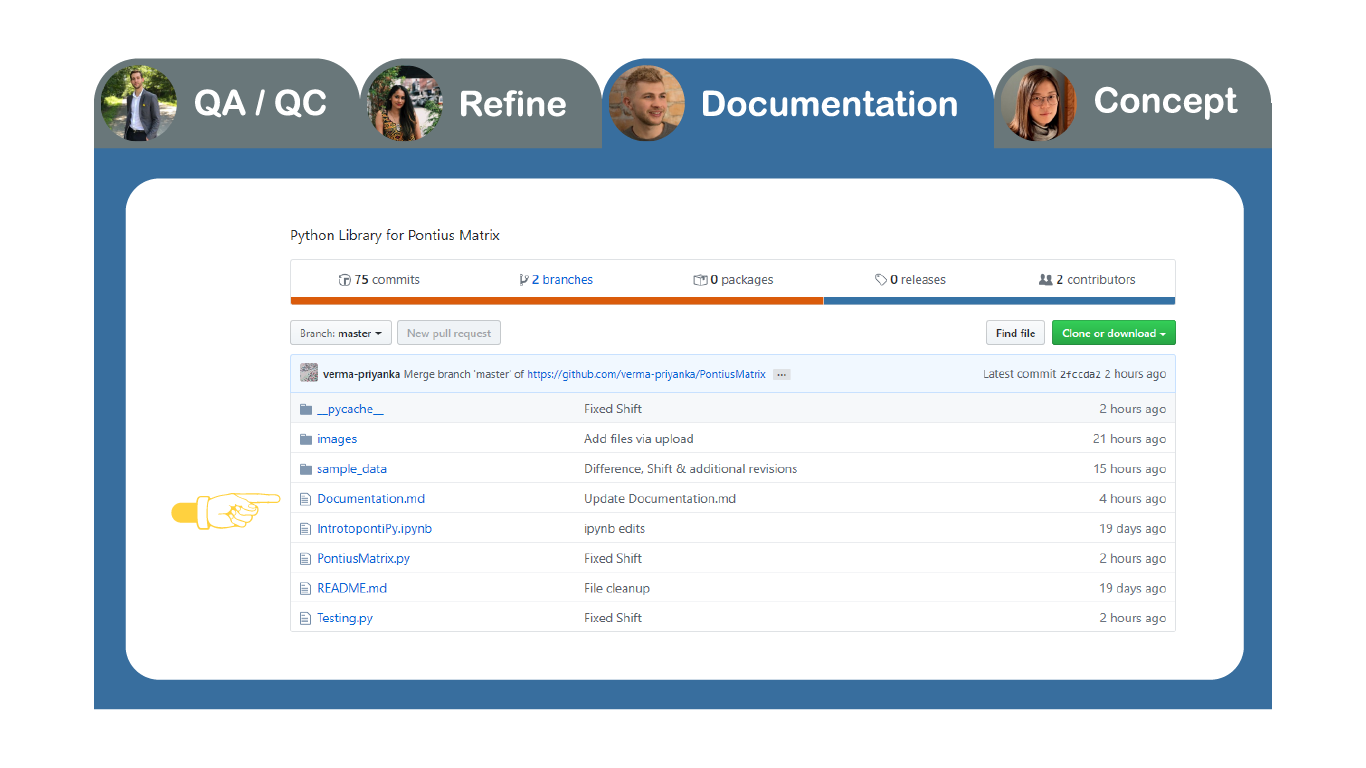 QA / QC Refine Documentation Concept
Python Library for Pontius Matrix
75 commits 2 branches 0 packages 0 releases 2 contributors
Branch: master New pull request Find file Clone or download
verma-priyanka Merge branch 'master' of https://github.com/verma-priyanka/PontiusMatrix ... Latest commit 2fccda2 2 hours ago
__pycache__ Fixed Shift 2 hours ago
images Add files via upload 21 hours ago
sample_data Difference, Shift & additional revisions 15 hours ago
Documentation.md Update Documentation.md 4 hours ago
IntrotopontiPy.ipynb ipynb edits 19 days ago
PontiusMatrix.py Fixed Shift 2 hours ago
README.md File cleanup 19 days ago
Testing.py Fixed Shift 2 hours ago